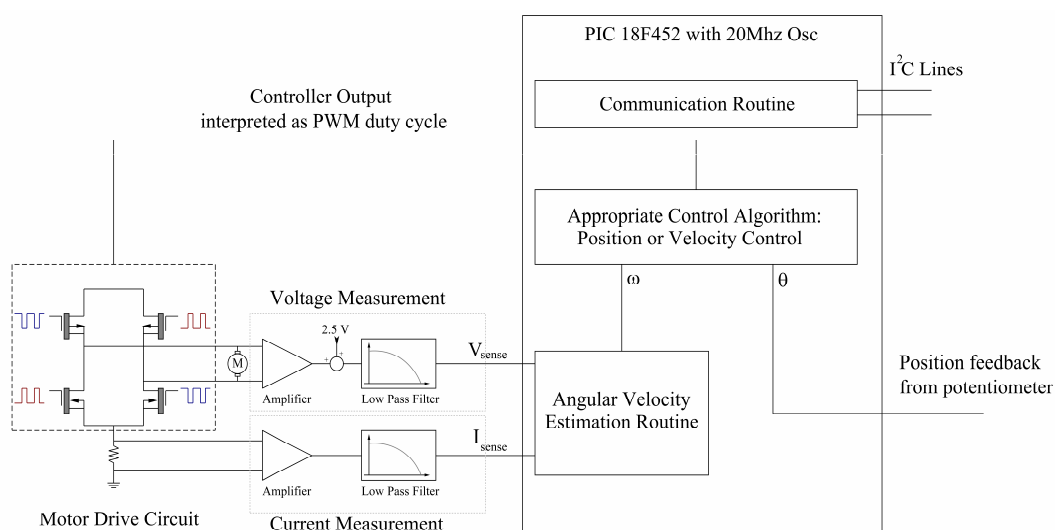 PIC 18F452 with 20Mhz Osc
I²C Lines
Communication Routine
Controller Output
interpreted as PWM duty cycle
Appropriate Control Algorithm:
Position or Velocity Control
ω
θ
Voltage Measurement
2.5 V
+
+
M
Vsense
Amplifier
Low Pass Filter
Angular Velocity
Estimation Routine
Position feedback
from potentiometer
Isense
Amplifier
Low Pass Filter
Motor Drive Circuit
Current Measurement